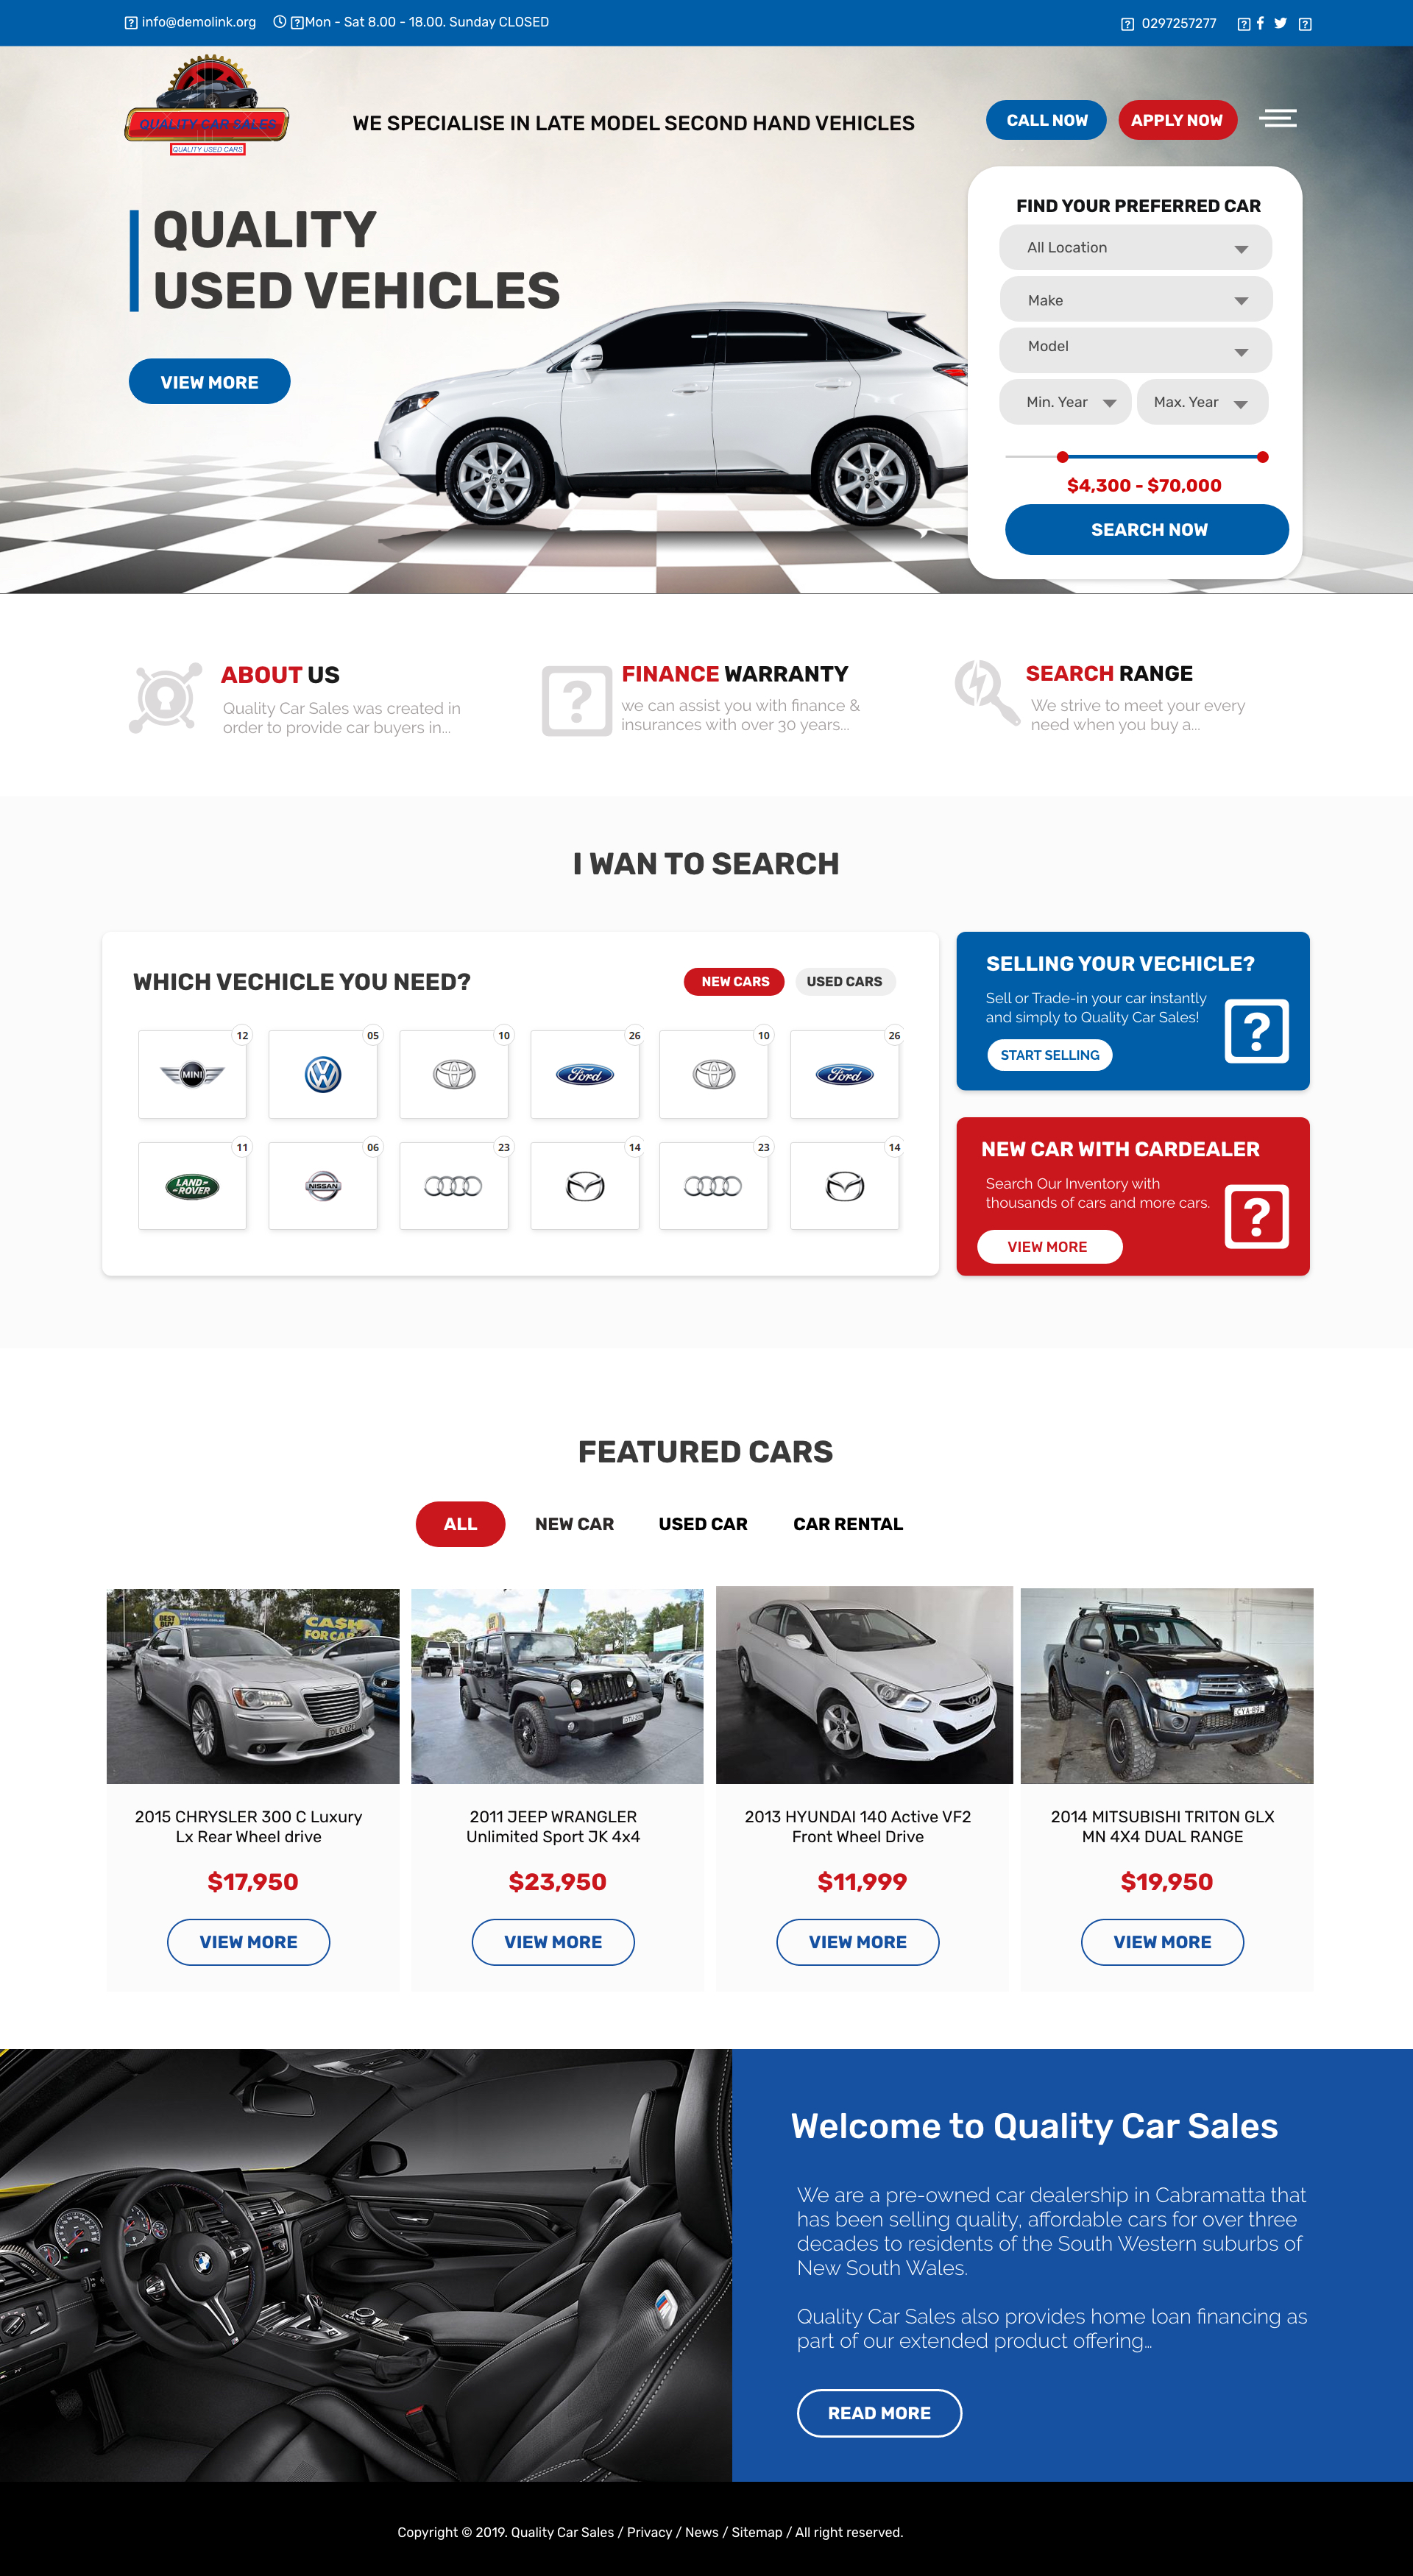 info@demolink.org
Mon - Sat 8.00 - 18.00. Sunday CLOSED
0297257277
QUALITY CAR SALES
QUALITY USED CARS
WE SPECIALISE IN LATE MODEL SECOND HAND VEHICLES
CALL NOW
APPLY NOW
QUALITY
USED VEHICLES
VIEW MORE
FIND YOUR PREFERRED CAR
All Location
Make
Model
Min. Year
Max. Year
$4,300 - $70,000
SEARCH NOW
ABOUT US
Quality Car Sales was created in
order to provide car buyers in...
FINANCE WARRANTY
we can assist you with finance &
insurances with over 30 years...
SEARCH RANGE
We strive to meet your every
need when you buy a...
I WAN TO SEARCH
WHICH VECHICLE YOU NEED?
NEW CARS
USED CARS
12
05
10
26
10
26
MINI
Ford
Ford
11
06
23
14
23
14
LAND-
ROVER
NISSAN
SELLING YOUR VECHICLE?
Sell or Trade-in your car instantly
and simply to Quality Car Sales!
START SELLING
NEW CAR WITH CARDEALER
Search Our Inventory with
thousands of cars and more cars.
VIEW MORE
FEATURED CARS
ALL
NEW CAR
USED CAR
CAR RENTAL
BEST
BUY
CASH
FOR CAR
2015 CHRYSLER 300 C Luxury
Lx Rear Wheel drive
$17,950
VIEW MORE
2011 JEEP WRANGLER
Unlimited Sport JK 4x4
$23,950
VIEW MORE
2013 HYUNDAI 140 Active VF2
Front Wheel Drive
$11,999
VIEW MORE
2014 MITSUBISHI TRITON GLX
MN 4X4 DUAL RANGE
$19,950
VIEW MORE
Welcome to Quality Car Sales
We are a pre-owned car dealership in Cabramatta that
has been selling quality, affordable cars for over three
decades to residents of the South Western suburbs of
New South Wales.
Quality Car Sales also provides home loan financing as
part of our extended product offering...
READ MORE
Copyright © 2019. Quality Car Sales / Privacy / News / Sitemap / All right reserved.